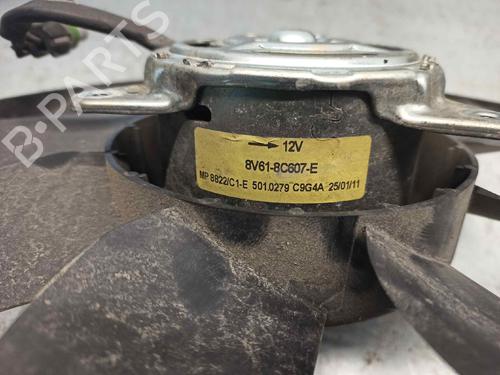 B-PARTS
12V
8V61-8C607-E
MP 8822/C1-E 501.0279 C9G4A 25/01/11